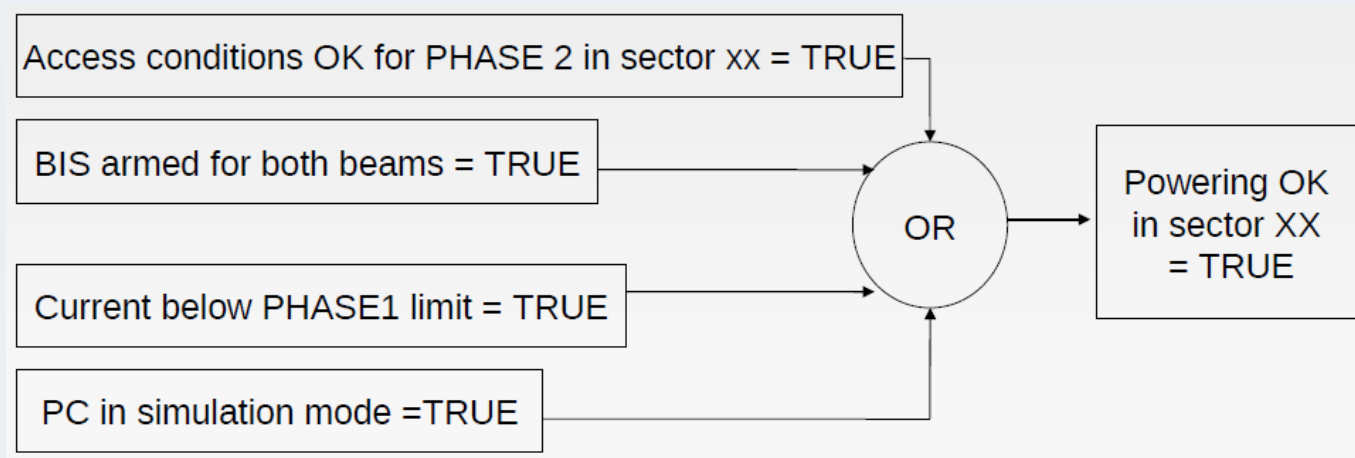 Access conditions OK for PHASE 2 in sector xx = TRUE
BIS armed for both beams = TRUE
OR
Powering OK
in sector XX
= TRUE
Current below PHASE1 limit = TRUE
PC in simulation mode =TRUE